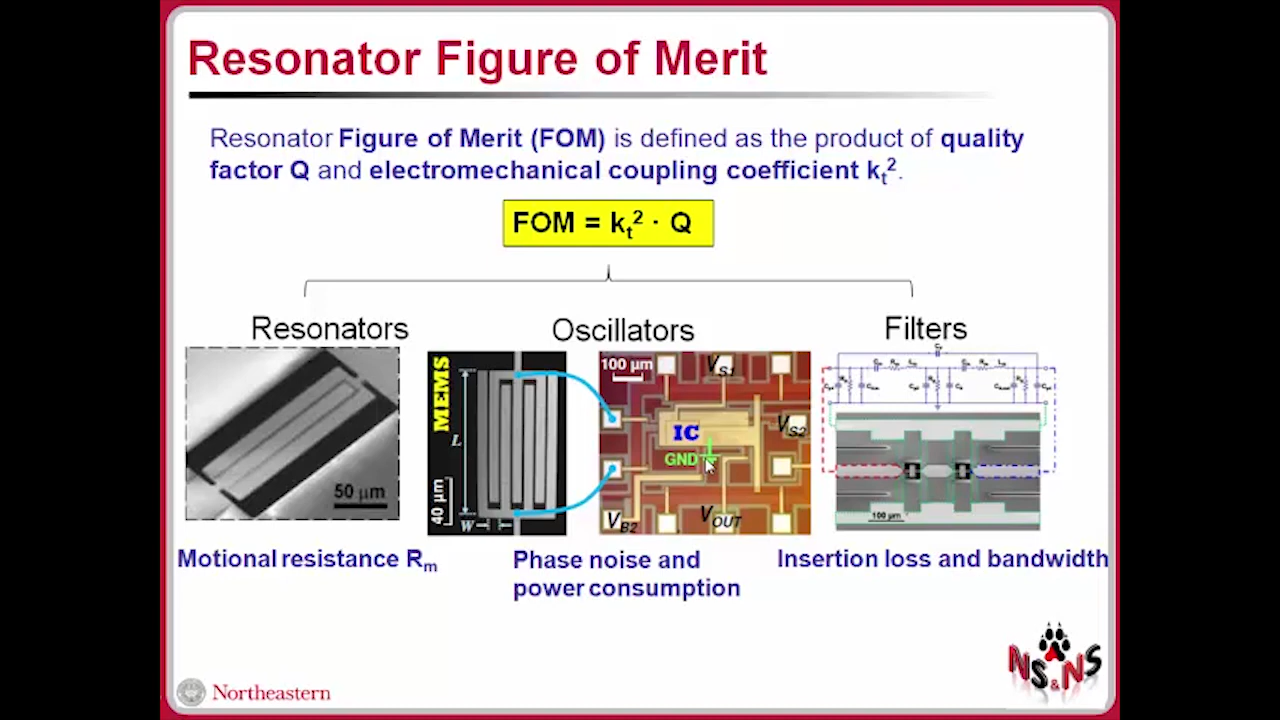 Resonator Figure of Merit
Resonator Figure of Merit (FOM) is defined as the product of quality
factor Q and electromechanical coupling coefficient kt².
FOM = kt² · Q
Resonators
Oscillators
Filters
50 µm
MEMS
L
40 µm
W
100 µm
VS1
VS2
IC
GND
VB2
VOUT
100 µm
Motional resistance Rm
Phase noise and
power consumption
Insertion loss and bandwidth
Northeastern
NS&NS